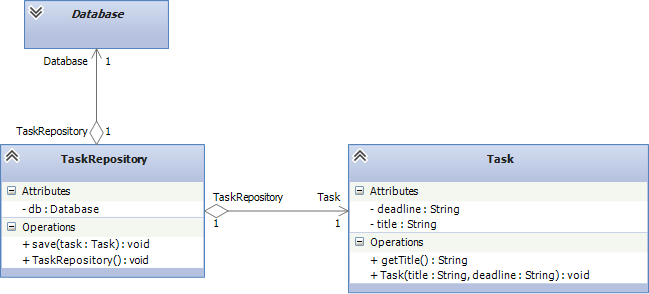 Database
Database 1
TaskRepository 1
TaskRepository
Attributes
- db : Database
Operations
+ save(task : Task) : void
+ TaskRepository() : void
TaskRepository Task
1 1
Task
Attributes
- deadline : String
- title : String
Operations
+ getTitle() : String
+ Task(title : String, deadline : String) : void